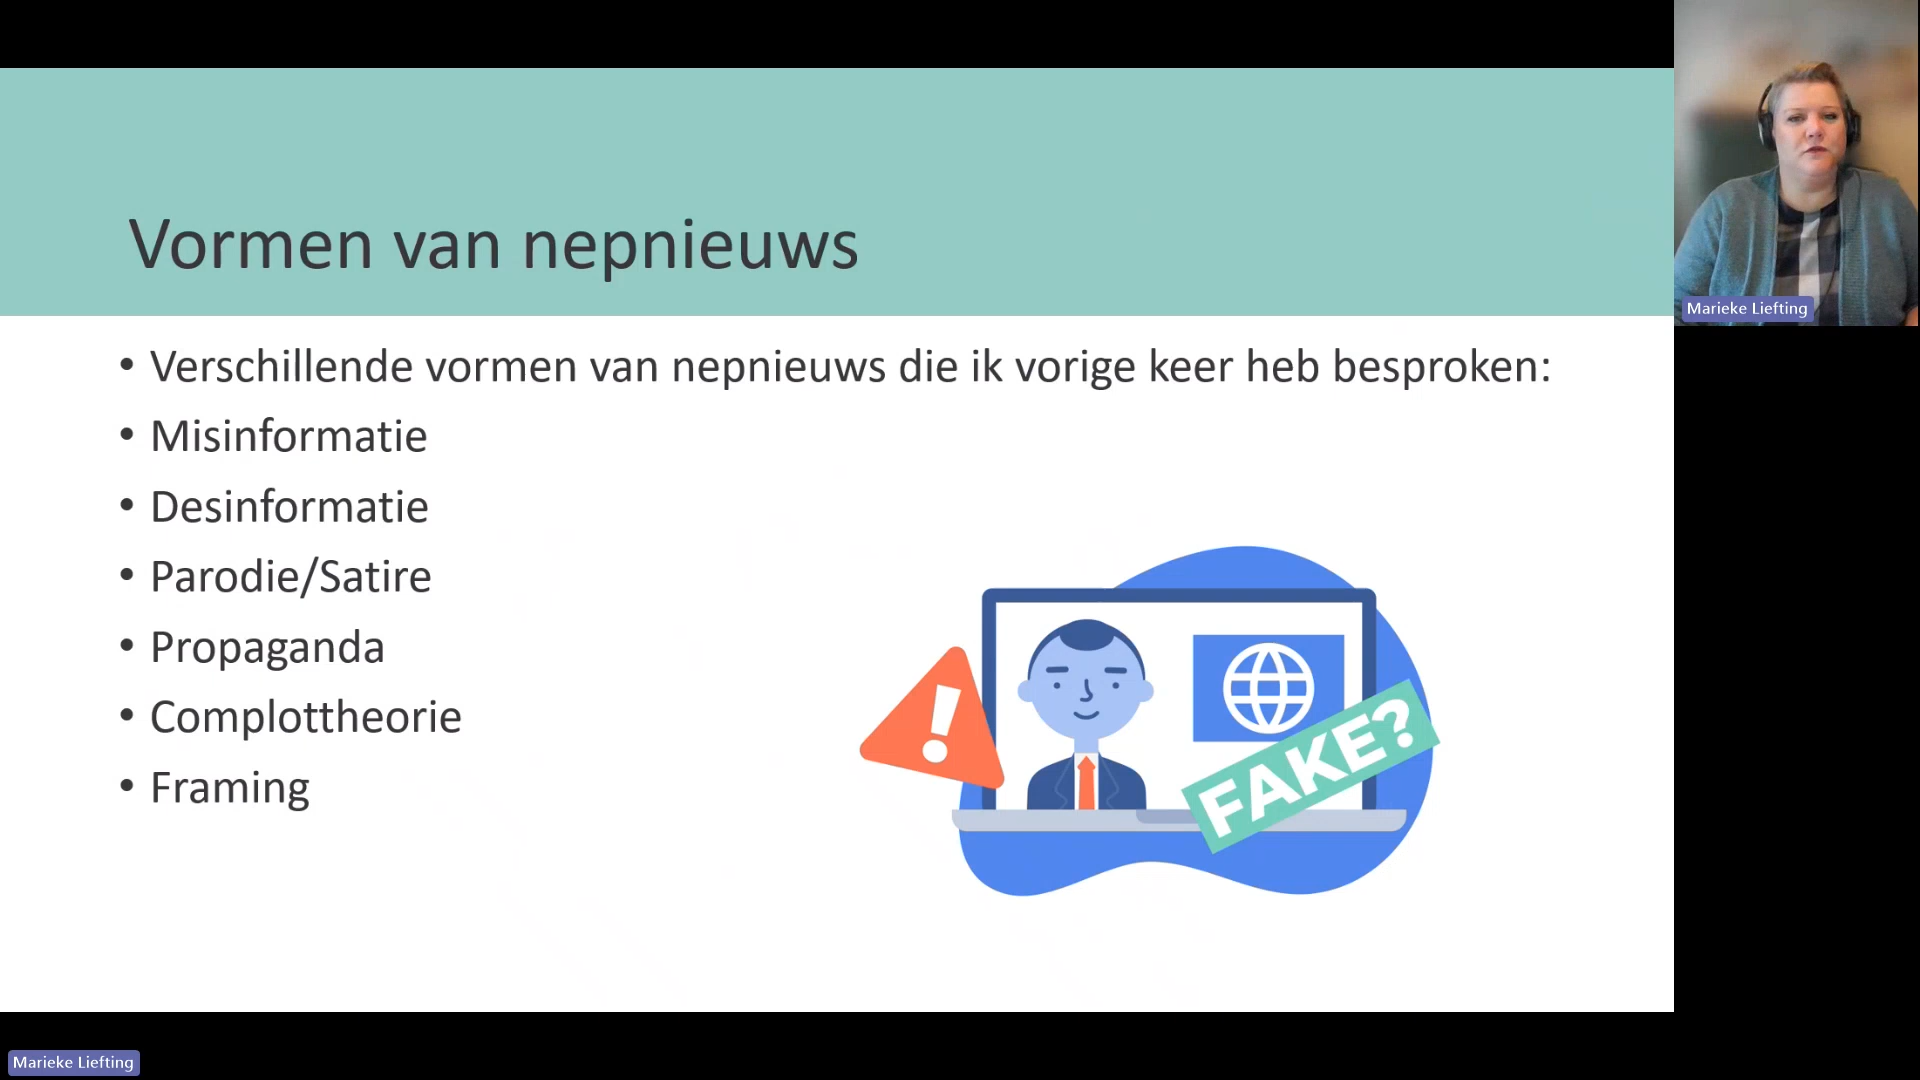 Vormen van nepnieuws
• Verschillende vormen van nepnieuws die ik vorige keer heb besproken:
• Misinformatie
• Desinformatie
• Parodie/Satire
• Propaganda
• Complottheorie
• Framing
FAKE?
Marieke Liefting
Marieke Liefting